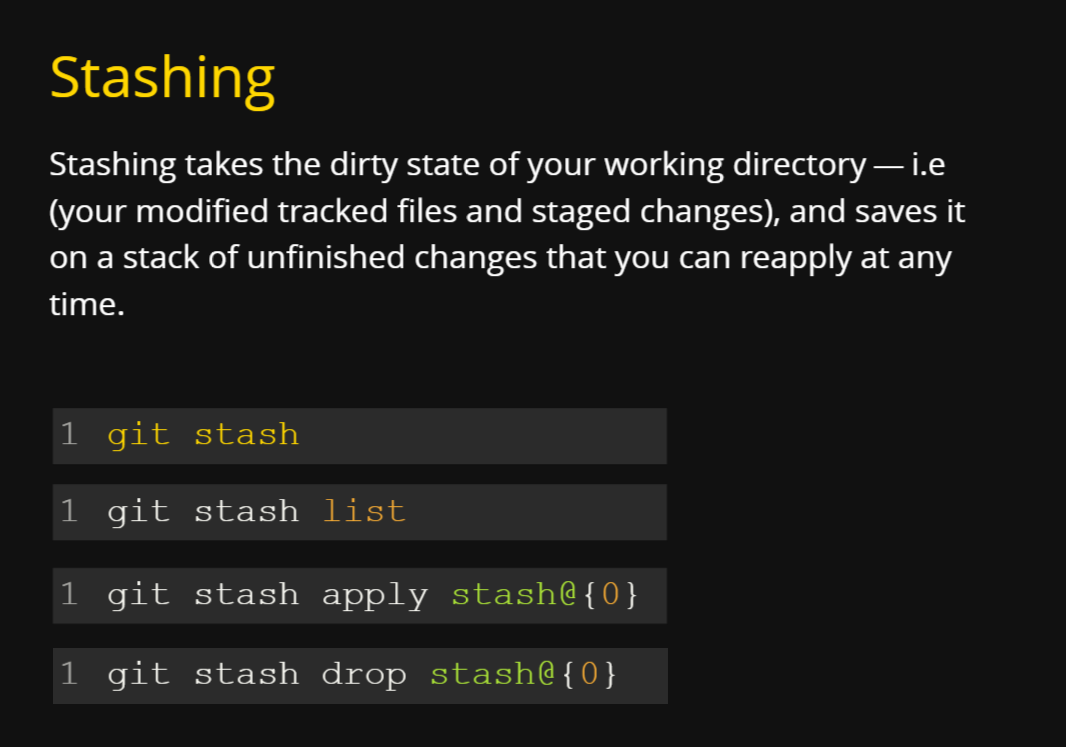 Stashing
Stashing takes the dirty state of your working directory — i.e
(your modified tracked files and staged changes), and saves it
on a stack of unfinished changes that you can reapply at any
time.
1 git stash
1 git stash list
1 git stash apply stash@{0}
1 git stash drop stash@{0}